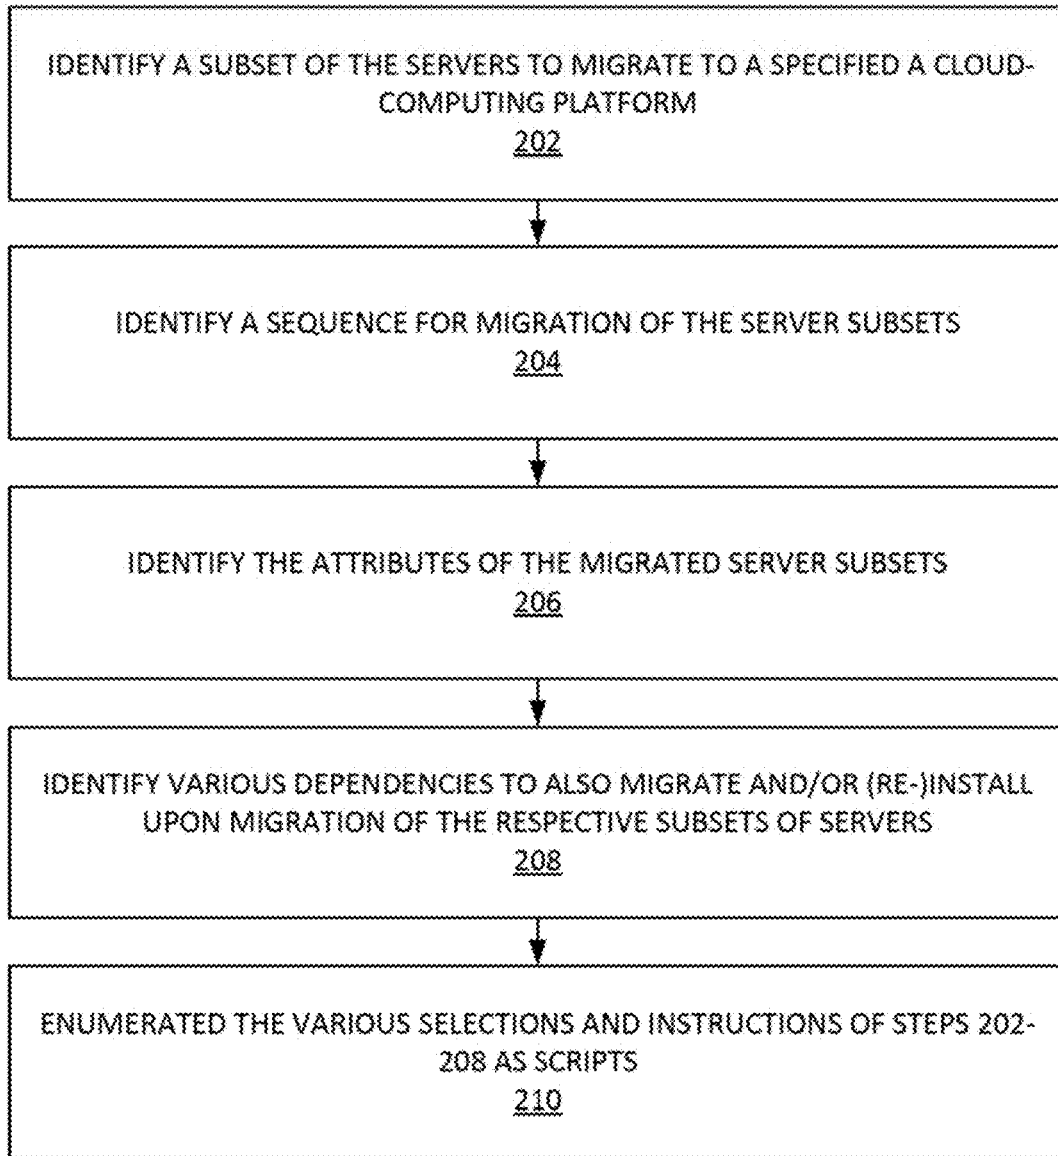 IDENTIFY A SUBSET OF THE SERVERS TO MIGRATE TO A SPECIFIED A CLOUD-
COMPUTING PLATFORM
202
IDENTIFY A SEQUENCE FOR MIGRATION OF THE SERVER SUBSETS
204
IDENTIFY THE ATTRIBUTES OF THE MIGRATED SERVER SUBSETS
206
IDENTIFY VARIOUS DEPENDENCIES TO ALSO MIGRATE AND/OR (RE-)INSTALL
UPON MIGRATION OF THE RESPECTIVE SUBSETS OF SERVERS
208
ENUMERATED THE VARIOUS SELECTIONS AND INSTRUCTIONS OF STEPS 202-
208 AS SCRIPTS
210